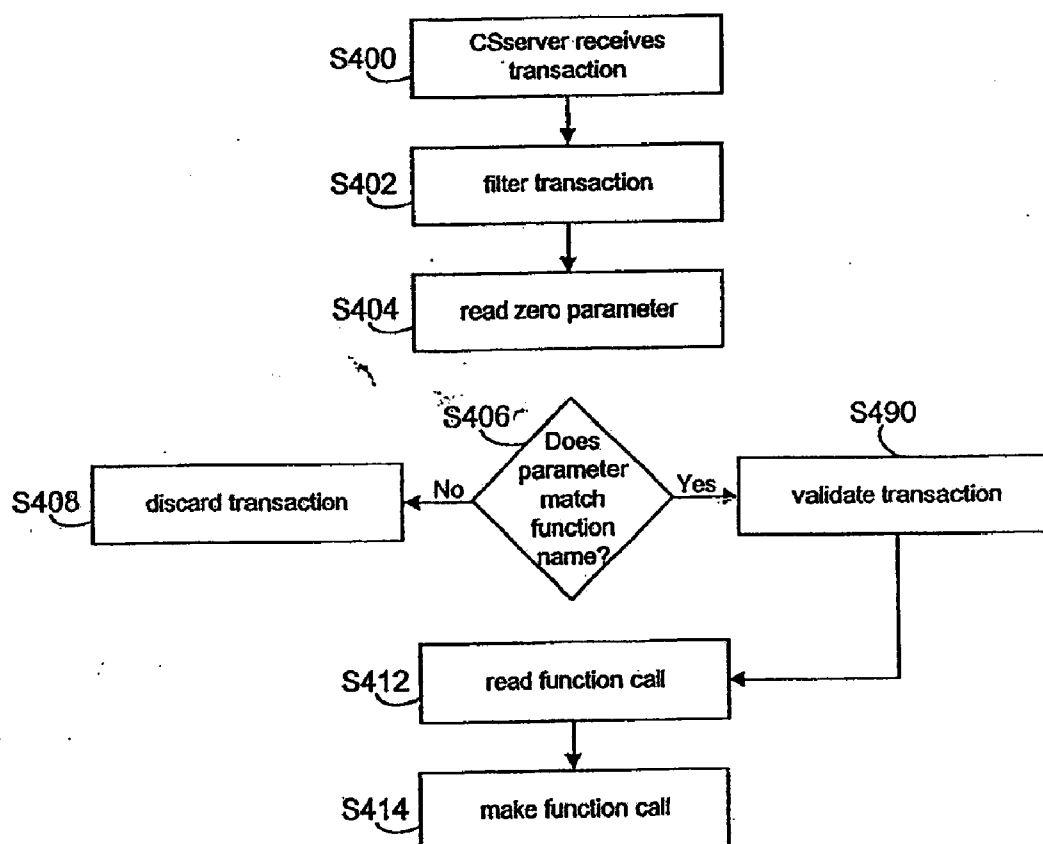 S400
CSserver receives
transaction
S402
filter transaction
S404
read zero parameter
S406
Does
parameter
match
function
name?
No
Yes
S408
discard transaction
S490
validate transaction
S412
read function call
S414
make function call